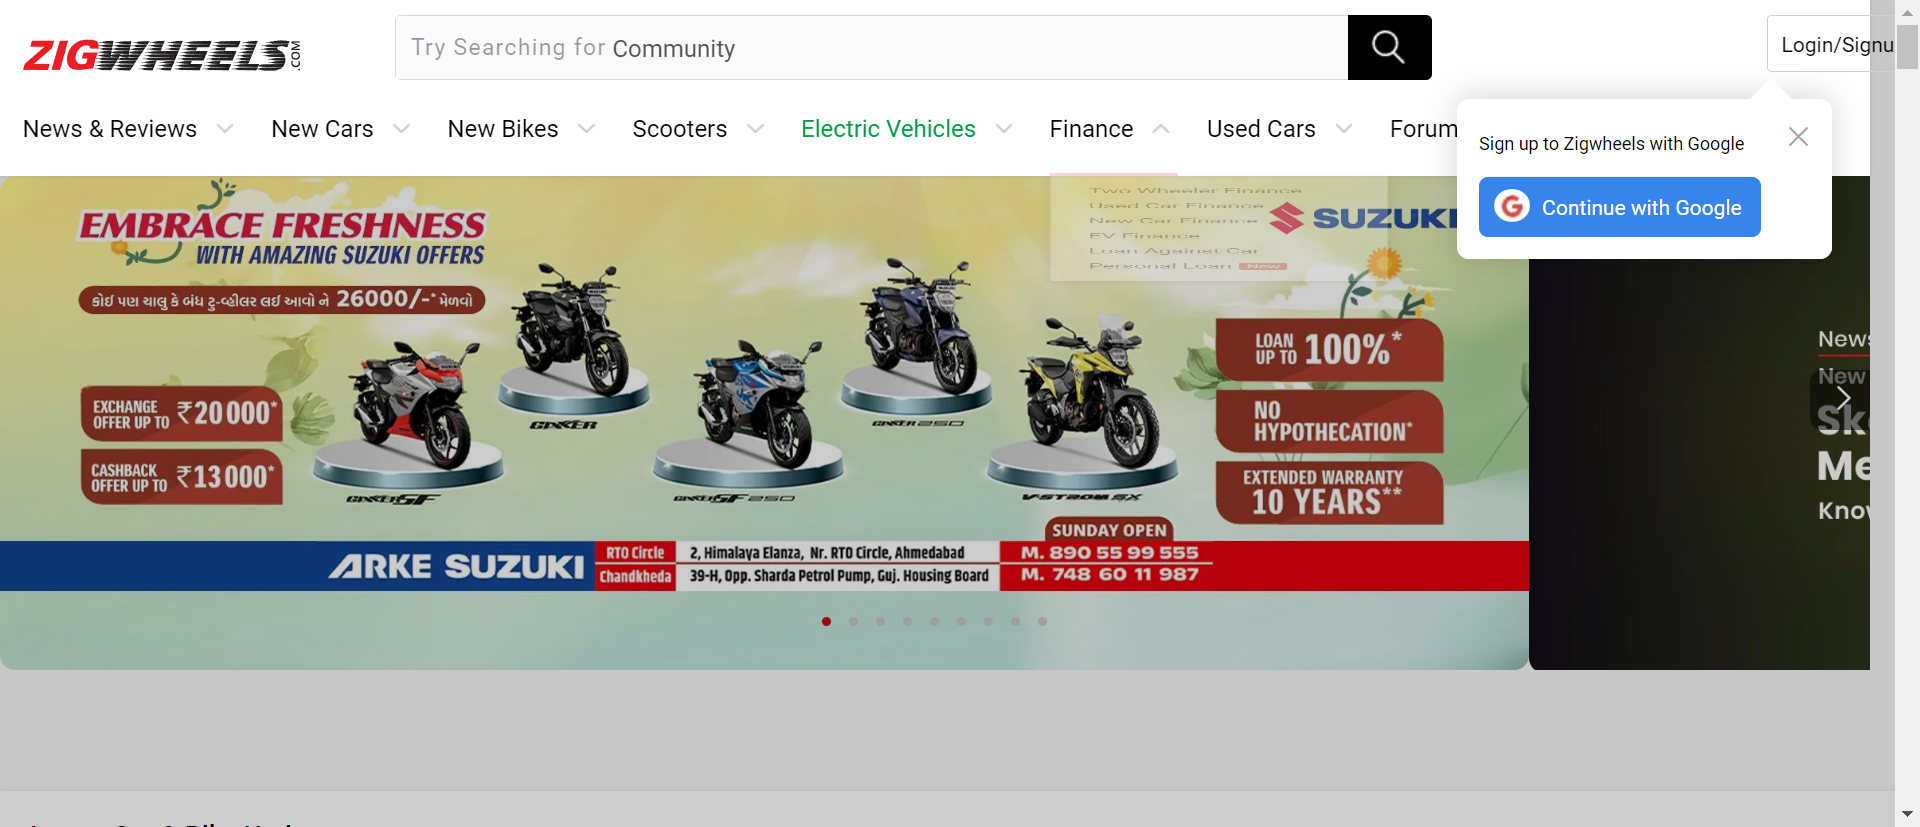 ZIGWHEELS.COM
Try Searching for Community
Login/Signu
News & Reviews
New Cars
New Bikes
Scooters
Electric Vehicles
Finance
Used Cars
Forum
Sign up to Zigwheels with Google
Continue with Google
Two Wheeler Finance
Used Car Finance
New Car Finance
EV Finance
Loan Against Car
Personal Loan New
EMBRACE FRESHNESS
WITH AMAZING SUZUKI OFFERS
કોઈ પણ ચાલુ કે બંધ ટુ-વ્હીલર લઈ આવો ને 26000/-* મેળવો
SUZUKI
EXCHANGE
OFFER UP TO ₹20000*
CASHBACK
OFFER UP TO ₹13000*
GIXXER
GIXXER SF
GIXXER SF 250
GIXXER 250
V-STROM SX
LOAN
UP TO 100%*
NO
HYPOTHECATION*
EXTENDED WARRANTY
10 YEARS**
SUNDAY OPEN
ARKE SUZUKI
RTO Circle
2, Himalaya Elanza, Nr. RTO Circle, Ahmedabad
M. 890 55 99 555
Chandkheda
39-H, Opp. Sharda Petrol Pump, Guj. Housing Board
M. 748 60 11 987
News
New
Sk
Me
Know